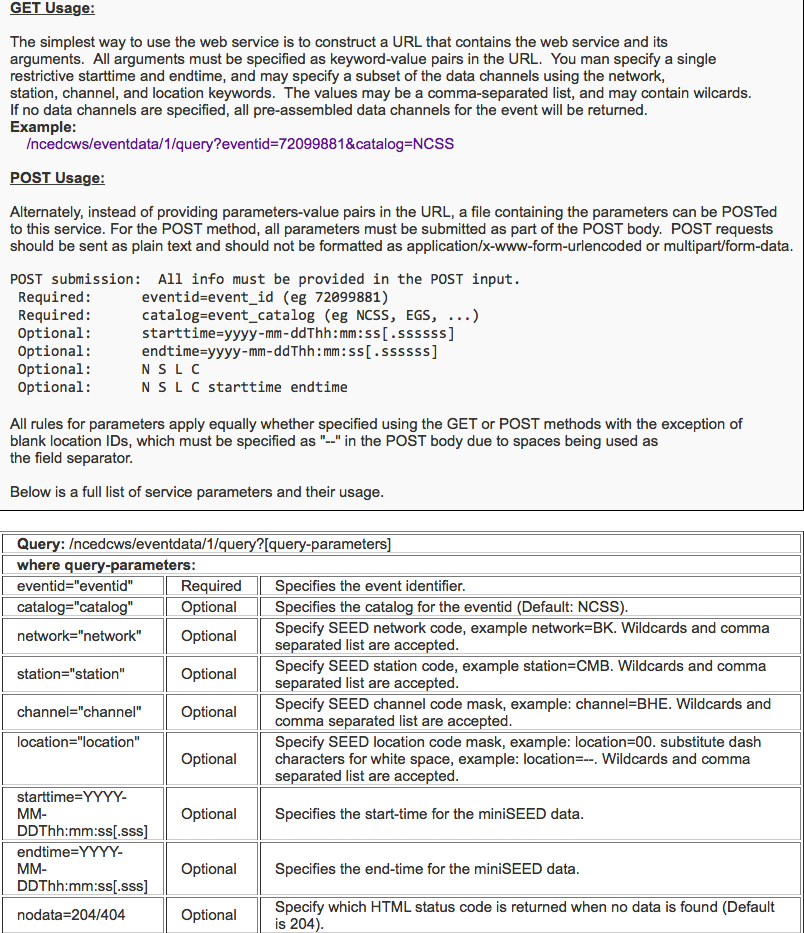 GET Usage:
The simplest way to use the web service is to construct a URL that contains the web service and its
arguments.  All arguments must be specified as keyword-value pairs in the URL.  You man specify a single
restrictive starttime and endtime, and may specify a subset of the data channels using the network,
station, channel, and location keywords.  The values may be a comma-separated list, and may contain wilcards.
If no data channels are specified, all pre-assembled data channels for the event will be returned.
Example:
/ncedcws/eventdata/1/query?eventid=72099881&catalog=NCSS
POST Usage:
Alternately, instead of providing parameters-value pairs in the URL, a file containing the parameters can be POSTed
to this service. For the POST method, all parameters must be submitted as part of the POST body.  POST requests
should be sent as plain text and should not be formatted as application/x-www-form-urlencoded or multipart/form-data.
POST submission:  All info must be provided in the POST input.
Required:      eventid=event_id (eg 72099881)
Required:      catalog=event_catalog (eg NCSS, EGS, ...)
Optional:      starttime=yyyy-mm-ddThh:mm:ss[.ssssss]
Optional:      endtime=yyyy-mm-ddThh:mm:ss[.ssssss]
Optional:      N S L C
Optional:      N S L C starttime endtime
All rules for parameters apply equally whether specified using the GET or POST methods with the exception of
blank location IDs, which must be specified as "--" in the POST body due to spaces being used as
the field separator.
Below is a full list of service parameters and their usage.
Query: /ncedcws/eventdata/1/query?[query-parameters]
where query-parameters:
eventid="eventid" Required Specifies the event identifier.
catalog="catalog" Optional Specifies the catalog for the eventid (Default: NCSS).
network="network" Optional Specify SEED network code, example network=BK. Wildcards and comma
separated list are accepted.
station="station" Optional Specify SEED station code, example station=CMB. Wildcards and comma
separated list are accepted.
channel="channel" Optional Specify SEED channel code mask, example: channel=BHE. Wildcards and
comma separated list are accepted.
location="location" Optional Specify SEED location code mask, example: location=00. substitute dash
characters for white space, example: location=--. Wildcards and comma
separated list are accepted.
starttime=YYYY-
MM-
DDThh:mm:ss[.sss] Optional Specifies the start-time for the miniSEED data.
endtime=YYYY-
MM-
DDThh:mm:ss[.sss] Optional Specifies the end-time for the miniSEED data.
nodata=204/404 Optional Specify which HTML status code is returned when no data is found (Default
is 204).